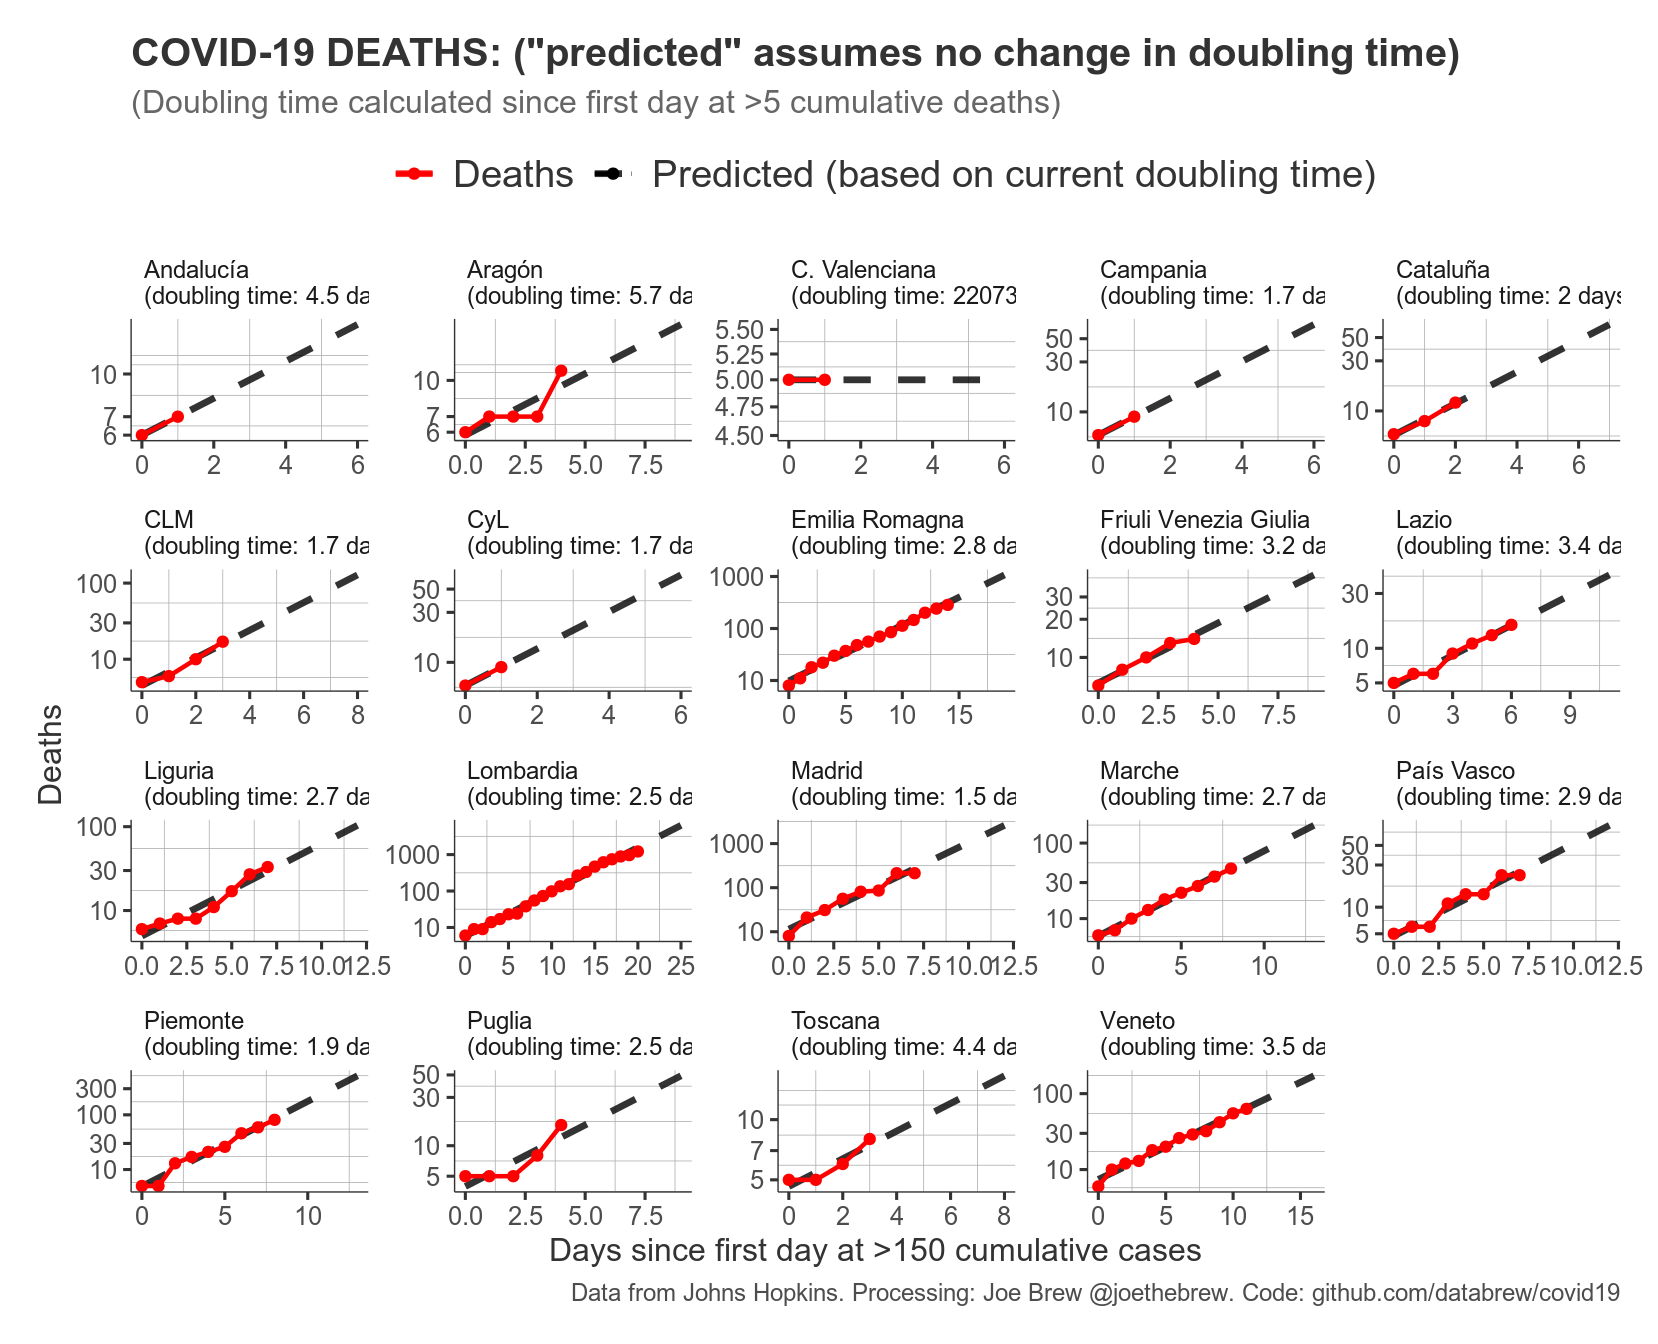 COVID-19 DEATHS: ("predicted" assumes no change in doubling time)
(Doubling time calculated since first day at >5 cumulative deaths)
Deaths Predicted (based on current doubling time)
Andalucía
(doubling time: 4.5 da
10
7
6
0 2 4 6
Aragón
(doubling time: 5.7 da
10
7
6
0.0 2.5 5.0 7.5
C. Valenciana
(doubling time: 22073
5.50
5.25
5.00
4.75
4.50
0 2 4 6
Campania
(doubling time: 1.7 da
50
30
10
0 2 4 6
Cataluña
(doubling time: 2 days
50
30
10
0 2 4 6
CLM
(doubling time: 1.7 da
100
30
10
0 2 4 6 8
CyL
(doubling time: 1.7 da
50
30
10
0 2 4 6
Emilia Romagna
(doubling time: 2.8 da
1000
100
10
0 5 10 15
Friuli Venezia Giulia
(doubling time: 3.2 da
30
20
10
0.0 2.5 5.0 7.5
Lazio
(doubling time: 3.4 da
30
10
5
0 3 6 9
Liguria
(doubling time: 2.7 da
100
30
10
0.0 2.5 5.0 7.5 10.0 12.5
Lombardia
(doubling time: 2.5 da
1000
100
10
0 5 10 15 20 25
Madrid
(doubling time: 1.5 da
1000
100
10
0.0 2.5 5.0 7.5 10.0 12.5
Marche
(doubling time: 2.7 da
100
30
10
0 5 10
País Vasco
(doubling time: 2.9 da
50
30
10
5
0.0 2.5 5.0 7.5 10.0 12.5
Piemonte
(doubling time: 1.9 da
300
100
30
10
0 5 10
Puglia
(doubling time: 2.5 da
50
30
10
5
0.0 2.5 5.0 7.5
Toscana
(doubling time: 4.4 da
10
7
5
0 2 4 6 8
Veneto
(doubling time: 3.5 da
100
30
10
0 5 10 15
Deaths
Days since first day at >150 cumulative cases
Data from Johns Hopkins. Processing: Joe Brew @joethebrew. Code: github.com/databrew/covid19